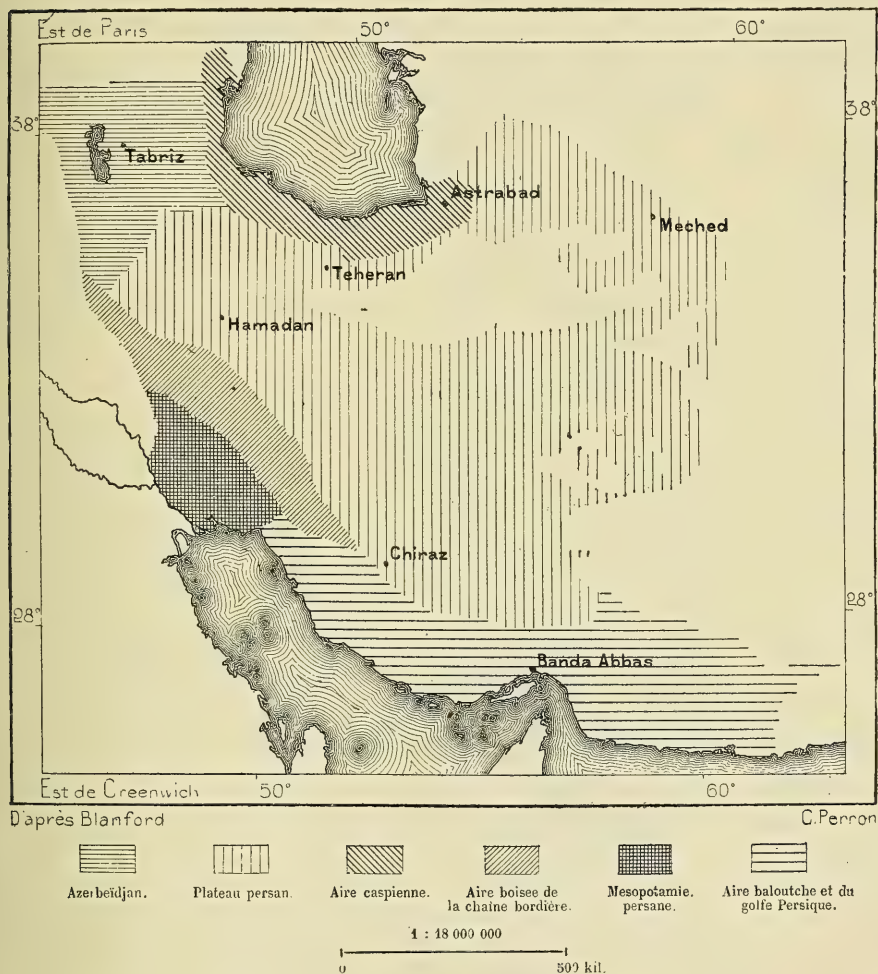 Est de Paris 50° 60°
38° 38°
Tabriz
Astrabad
Meched
Teheran
Hamadan
Chiraz
28° 28°
Banda Abbas
Est de Greenwich 50° 60°
D'après Blanford C. Perron
Azerbeïdjan. Plateau persan. Aire caspienne. Aire boisee de Mesopotamie. Aire baloutche et du
la chaîne bordière. persane. golfe Persique.
1 : 18 000 000
0 500 kil.